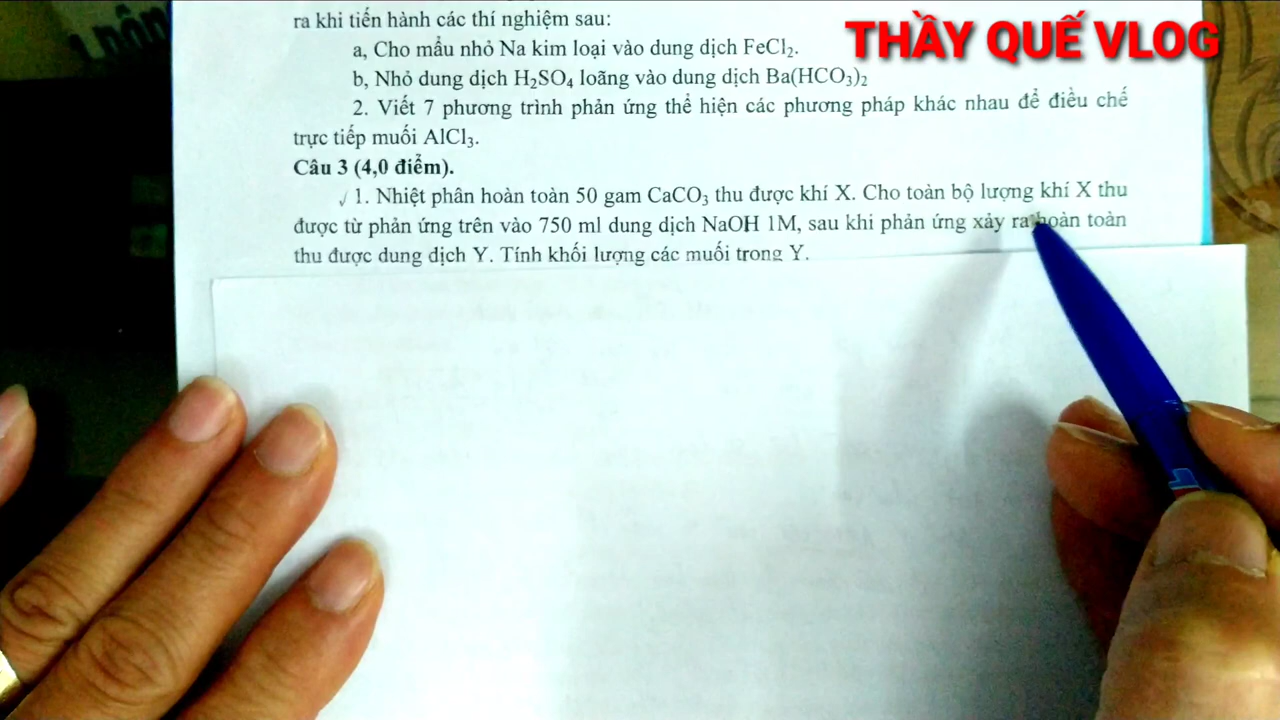 THẦY QUẾ VLOG
ra khi tiến hành các thí nghiệm sau:
a, Cho mẩu nhỏ Na kim loại vào dung dịch FeCl₂.
b, Nhỏ dung dịch H₂SO₄ loãng vào dung dịch Ba(HCO₃)₂
2. Viết 7 phương trình phản ứng thể hiện các phương pháp khác nhau để điều chế
trực tiếp muối AlCl₃.
Câu 3 (4,0 điểm).
1. Nhiệt phân hoàn toàn 50 gam CaCO₃ thu được khí X. Cho toàn bộ lượng khí X thu
được từ phản ứng trên vào 750 ml dung dịch NaOH 1M, sau khi phản ứng xảy ra hoàn toàn
thu được dung dịch Y. Tính khối lượng các muối trong Y.